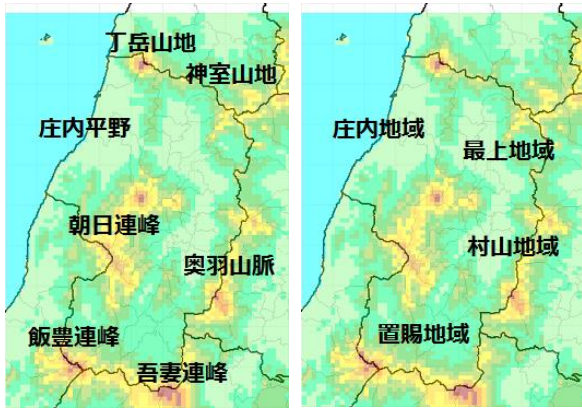 丁岳山地
神室山地
庄内平野
朝日連峰
奥羽山脈
飯豊連峰
吾妻連峰
庄内地域
最上地域
村山地域
置賜地域